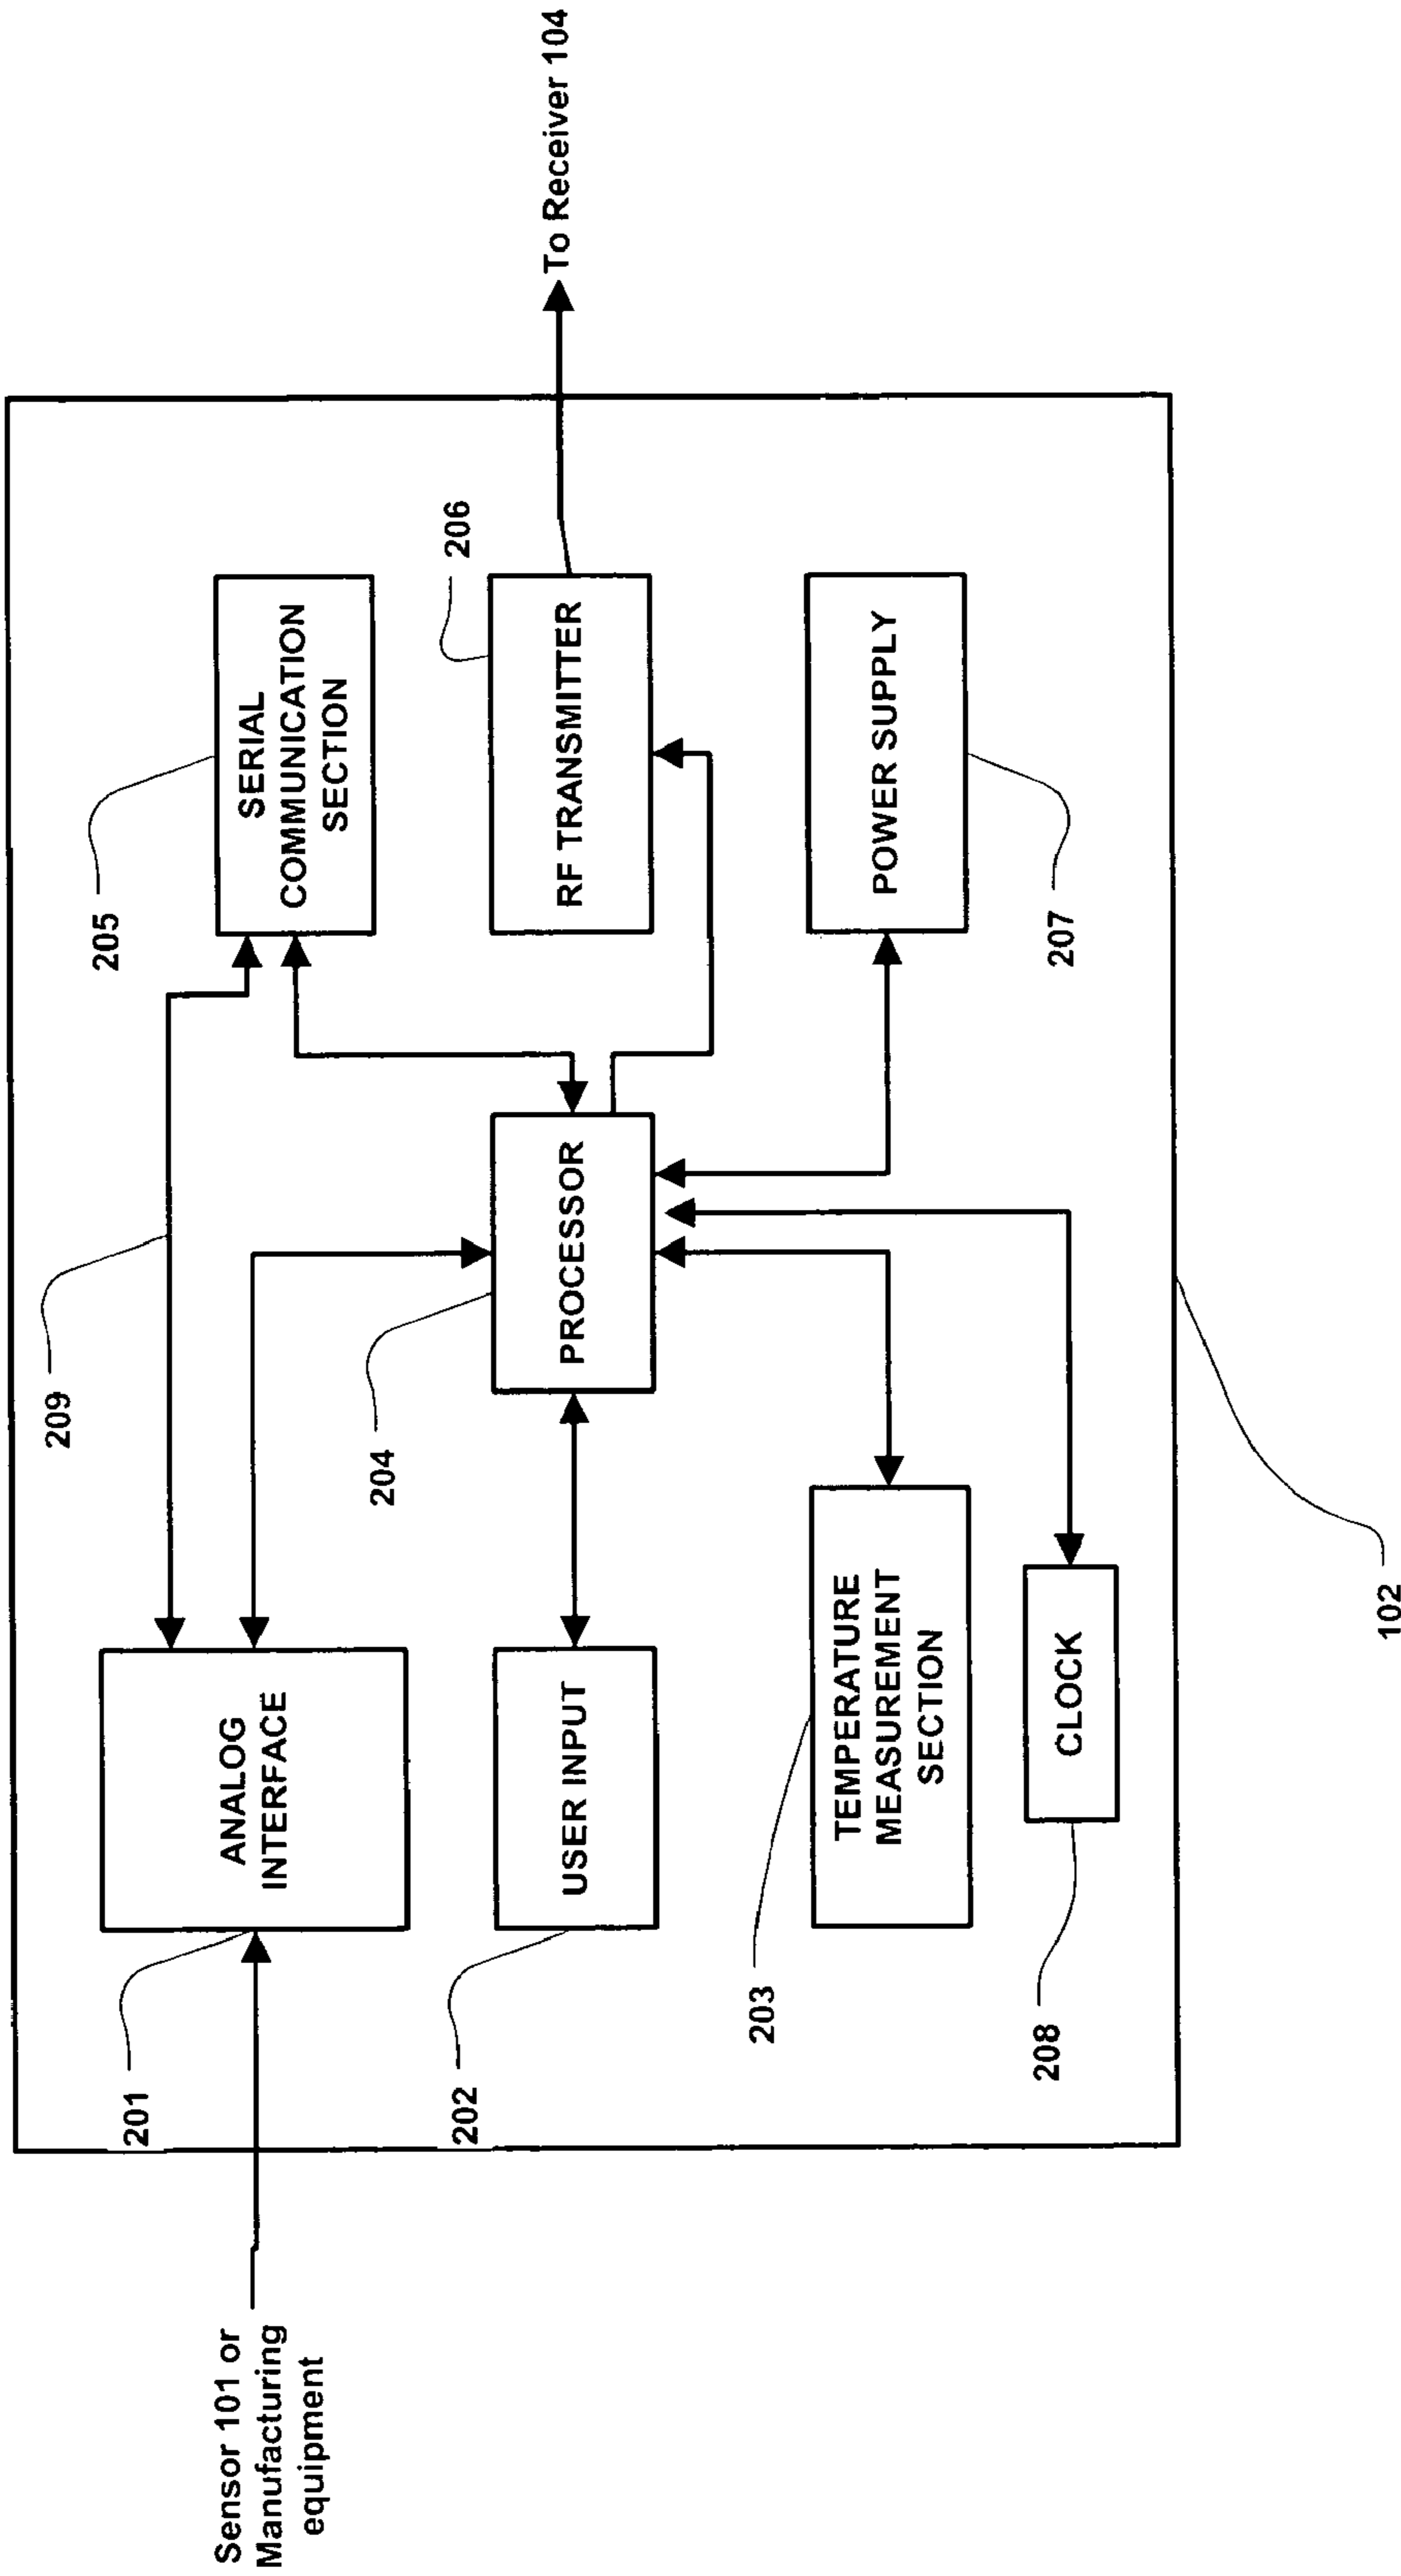 Sensor 101 or
Manufacturing
equipment
201
ANALOG
INTERFACE
209
205
SERIAL
COMMUNICATION
SECTION
202
USER INPUT
204
PROCESSOR
206
RF TRANSMITTER
To Receiver 104
203
TEMPERATURE
MEASUREMENT
SECTION
207
POWER SUPPLY
208
CLOCK
102